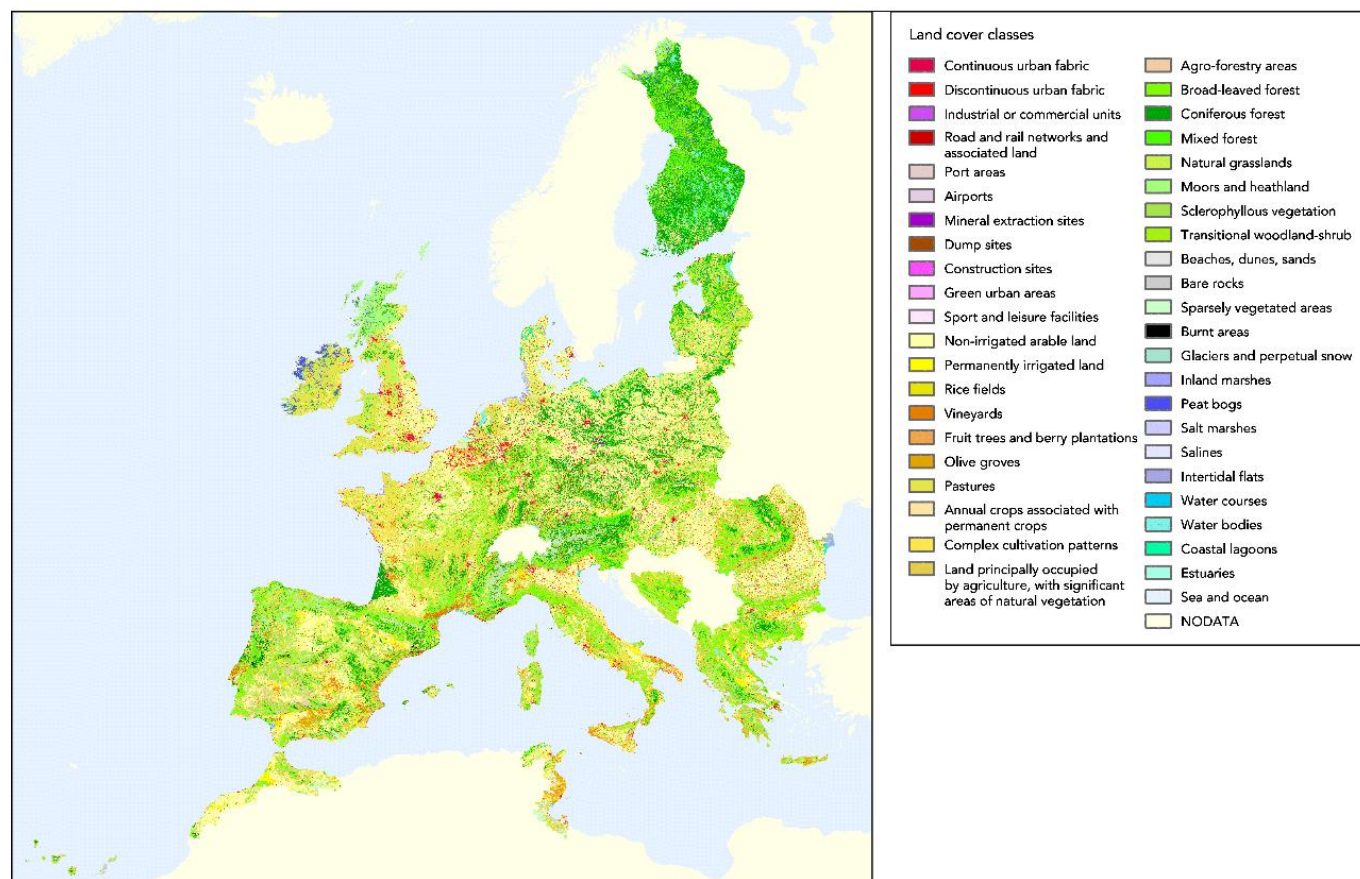 Land cover classes
Continuous urban fabric
Discontinuous urban fabric
Industrial or commercial units
Road and rail networks and
associated land
Port areas
Airports
Mineral extraction sites
Dump sites
Construction sites
Green urban areas
Sport and leisure facilities
Non-irrigated arable land
Permanently irrigated land
Rice fields
Vineyards
Fruit trees and berry plantations
Olive groves
Pastures
Annual crops associated with
permanent crops
Complex cultivation patterns
Land principally occupied
by agriculture, with significant
areas of natural vegetation
Agro-forestry areas
Broad-leaved forest
Coniferous forest
Mixed forest
Natural grasslands
Moors and heathland
Sclerophyllous vegetation
Transitional woodland-shrub
Beaches, dunes, sands
Bare rocks
Sparsely vegetated areas
Burnt areas
Glaciers and perpetual snow
Inland marshes
Peat bogs
Salt marshes
Salines
Intertidal flats
Water courses
Water bodies
Coastal lagoons
Estuaries
Sea and ocean
NODATA